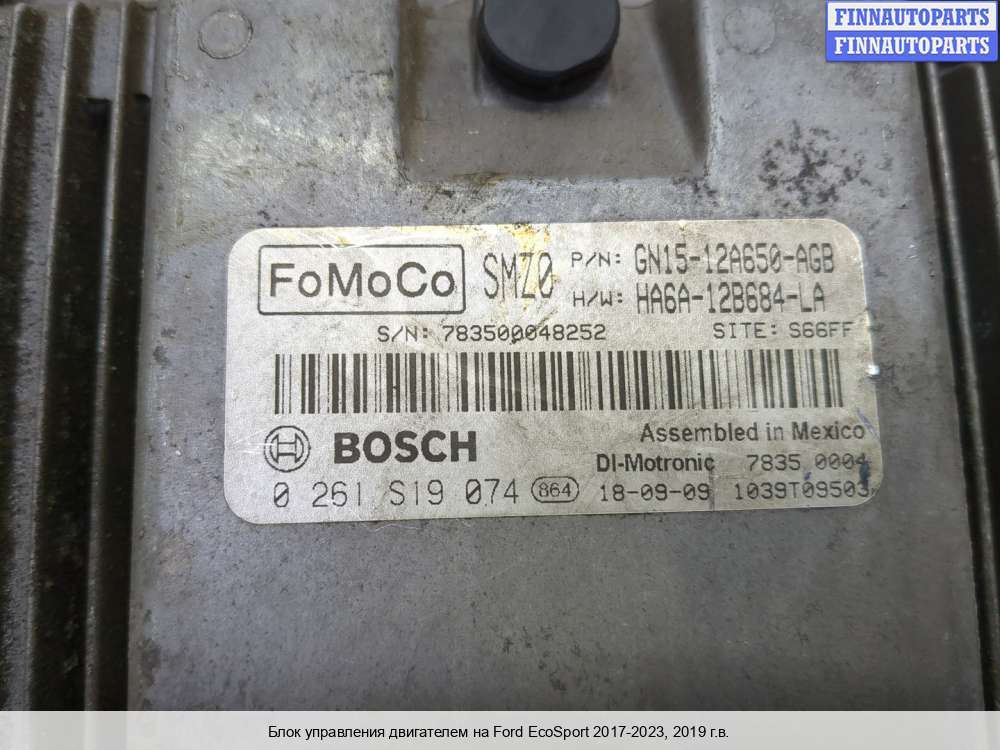 FINNAUTOPARTS
FINNAUTOPARTS
FoMoCo SMZ0 P/N: GN15-12A650-AGB
H/W: HA6A-12B684-LA
S/N: 783500048252 SITE: S66FF
Assembled in Mexico
BOSCH
DI-Motronic 7835 0004
0 261 S19 074 864 18-09-09 1039T09503
Блок управления двигателем на Ford EcoSport 2017-2023, 2019 г.в.